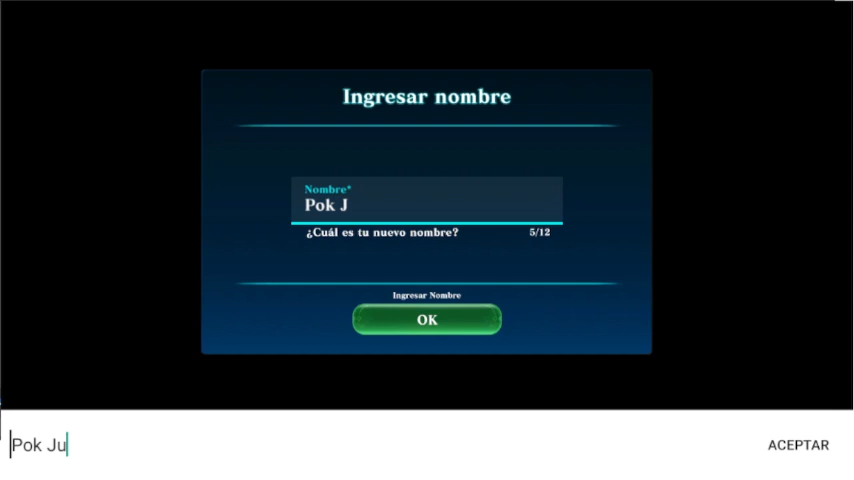 Ingresar nombre
Nombre*
Pok J
¿Cuál es tu nuevo nombre? 5/12
Ingresar Nombre
OK
Pok Ju ACEPTAR